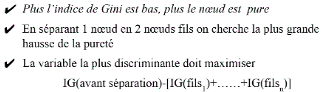 ✔ Plus l'indice de Gini est bas, plus le nœud est pure
✔ En séparant 1 nœud en 2 nœuds fils on cherche la plus grande
hausse de la pureté
✔ La variable la plus discriminante doit maximiser
IG(avant séparation)-[IG(fils₁)+......+IG(filsₙ)]